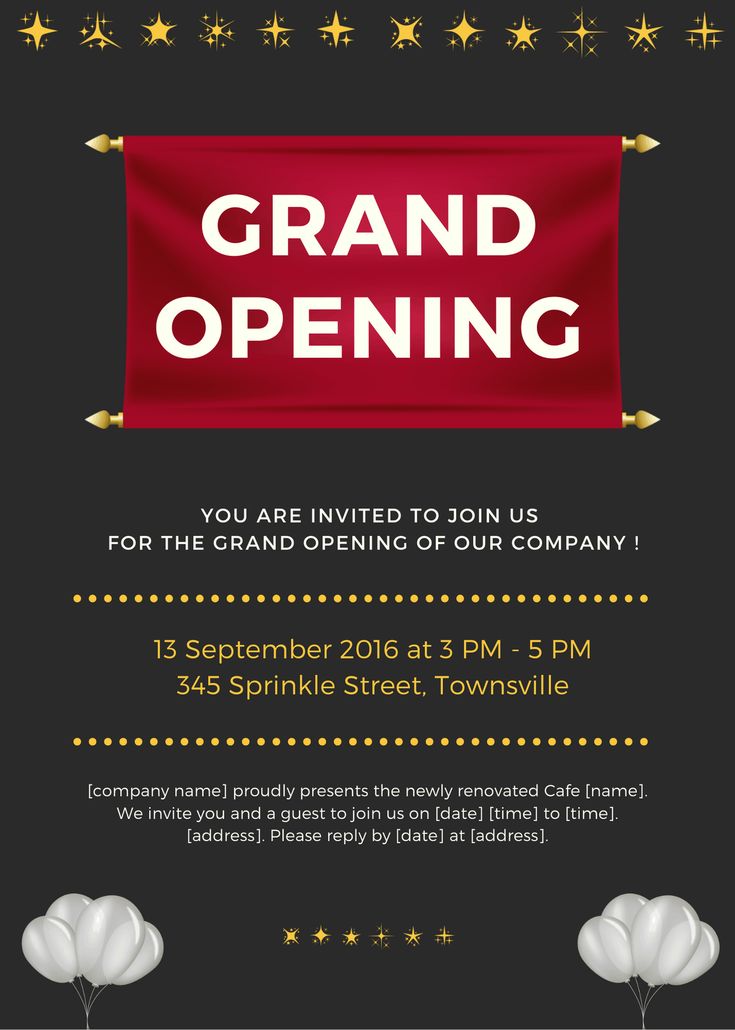 GRAND
OPENING
YOU ARE INVITED TO JOIN US
FOR THE GRAND OPENING OF OUR COMPANY !
13 September 2016 at 3 PM - 5 PM
345 Sprinkle Street, Townsville
[company name] proudly presents the newly renovated Cafe [name].
We invite you and a guest to join us on [date] [time] to [time].
[address]. Please reply by [date] at [address].